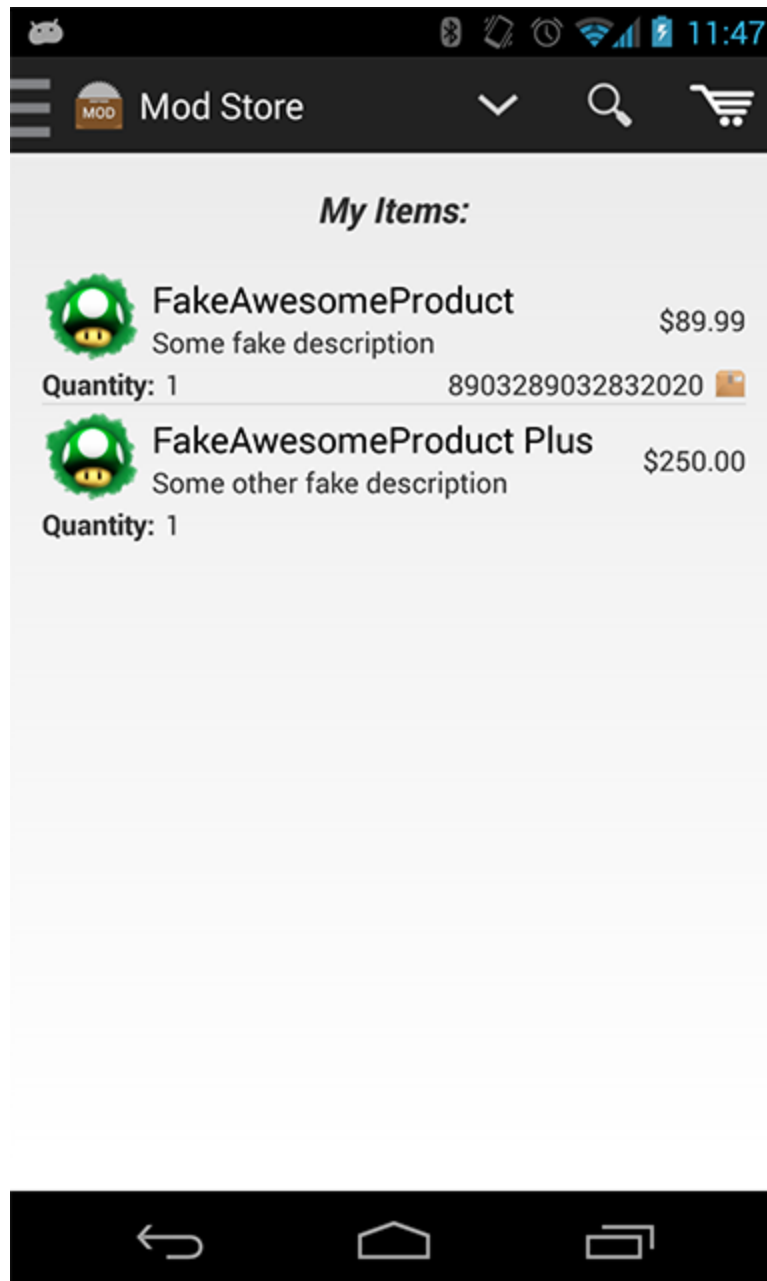 11:47
MOD
Mod Store
My Items:
FakeAwesomeProduct
$89.99
Some fake description
Quantity: 1 8903289032832020
FakeAwesomeProduct Plus
$250.00
Some other fake description
Quantity: 1